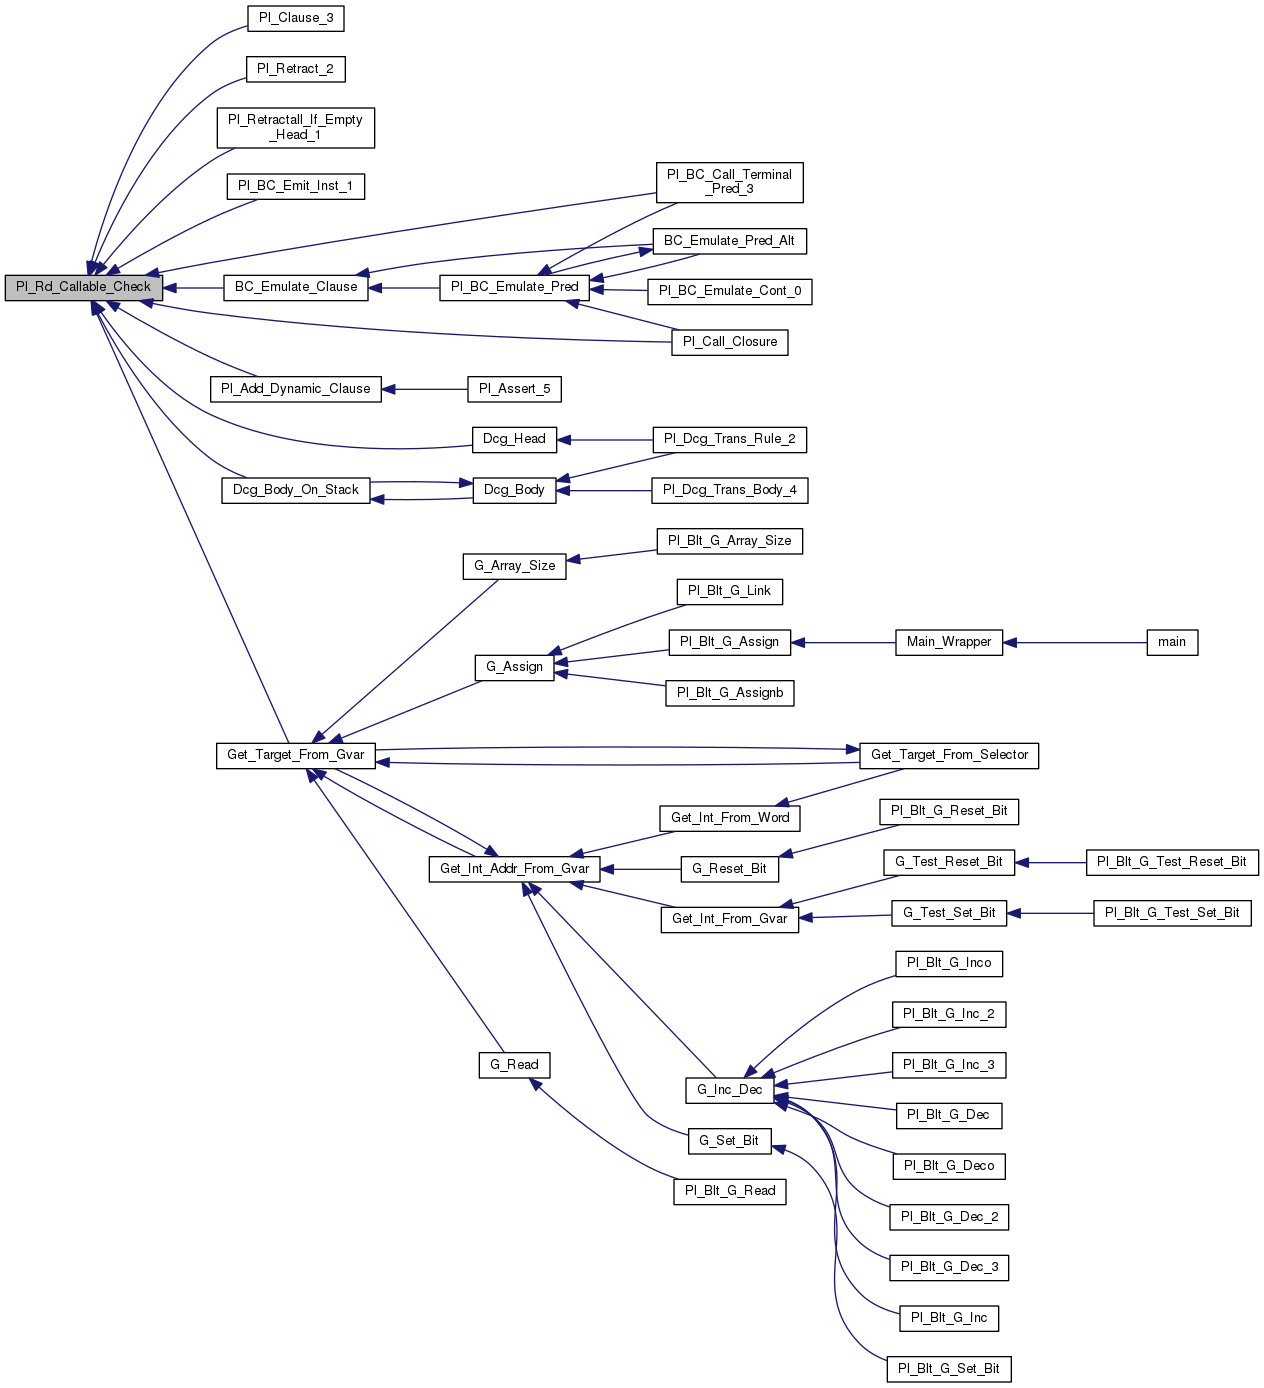 Pl_Clause_3
Pl_Retract_2
Pl_Retractall_If_Empty
_Head_1
Pl_BC_Emit_Inst_1
Pl_BC_Call_Terminal
_Pred_3
BC_Emulate_Pred_Alt
Pl_Rd_Callable_Check
BC_Emulate_Clause
Pl_BC_Emulate_Pred
Pl_BC_Emulate_Cont_0
Pl_Call_Closure
Pl_Add_Dynamic_Clause
Pl_Assert_5
Dcg_Head
Pl_Dcg_Trans_Rule_2
Dcg_Body_On_Stack
Dcg_Body
Pl_Dcg_Trans_Body_4
G_Array_Size
Pl_Blt_G_Array_Size
Pl_Blt_G_Link
G_Assign
Pl_Blt_G_Assign
Main_Wrapper
main
Pl_Blt_G_Assignb
Get_Target_From_Gvar
Get_Target_From_Selector
Get_Int_From_Word
Pl_Blt_G_Reset_Bit
Get_Int_Addr_From_Gvar
G_Reset_Bit
G_Test_Reset_Bit
Pl_Blt_G_Test_Reset_Bit
Get_Int_From_Gvar
G_Test_Set_Bit
Pl_Blt_G_Test_Set_Bit
Pl_Blt_G_Inco
Pl_Blt_G_Inc_2
G_Read
Pl_Blt_G_Inc_3
G_Inc_Dec
Pl_Blt_G_Dec
G_Set_Bit
Pl_Blt_G_Deco
Pl_Blt_G_Read
Pl_Blt_G_Dec_2
Pl_Blt_G_Dec_3
Pl_Blt_G_Inc
Pl_Blt_G_Set_Bit